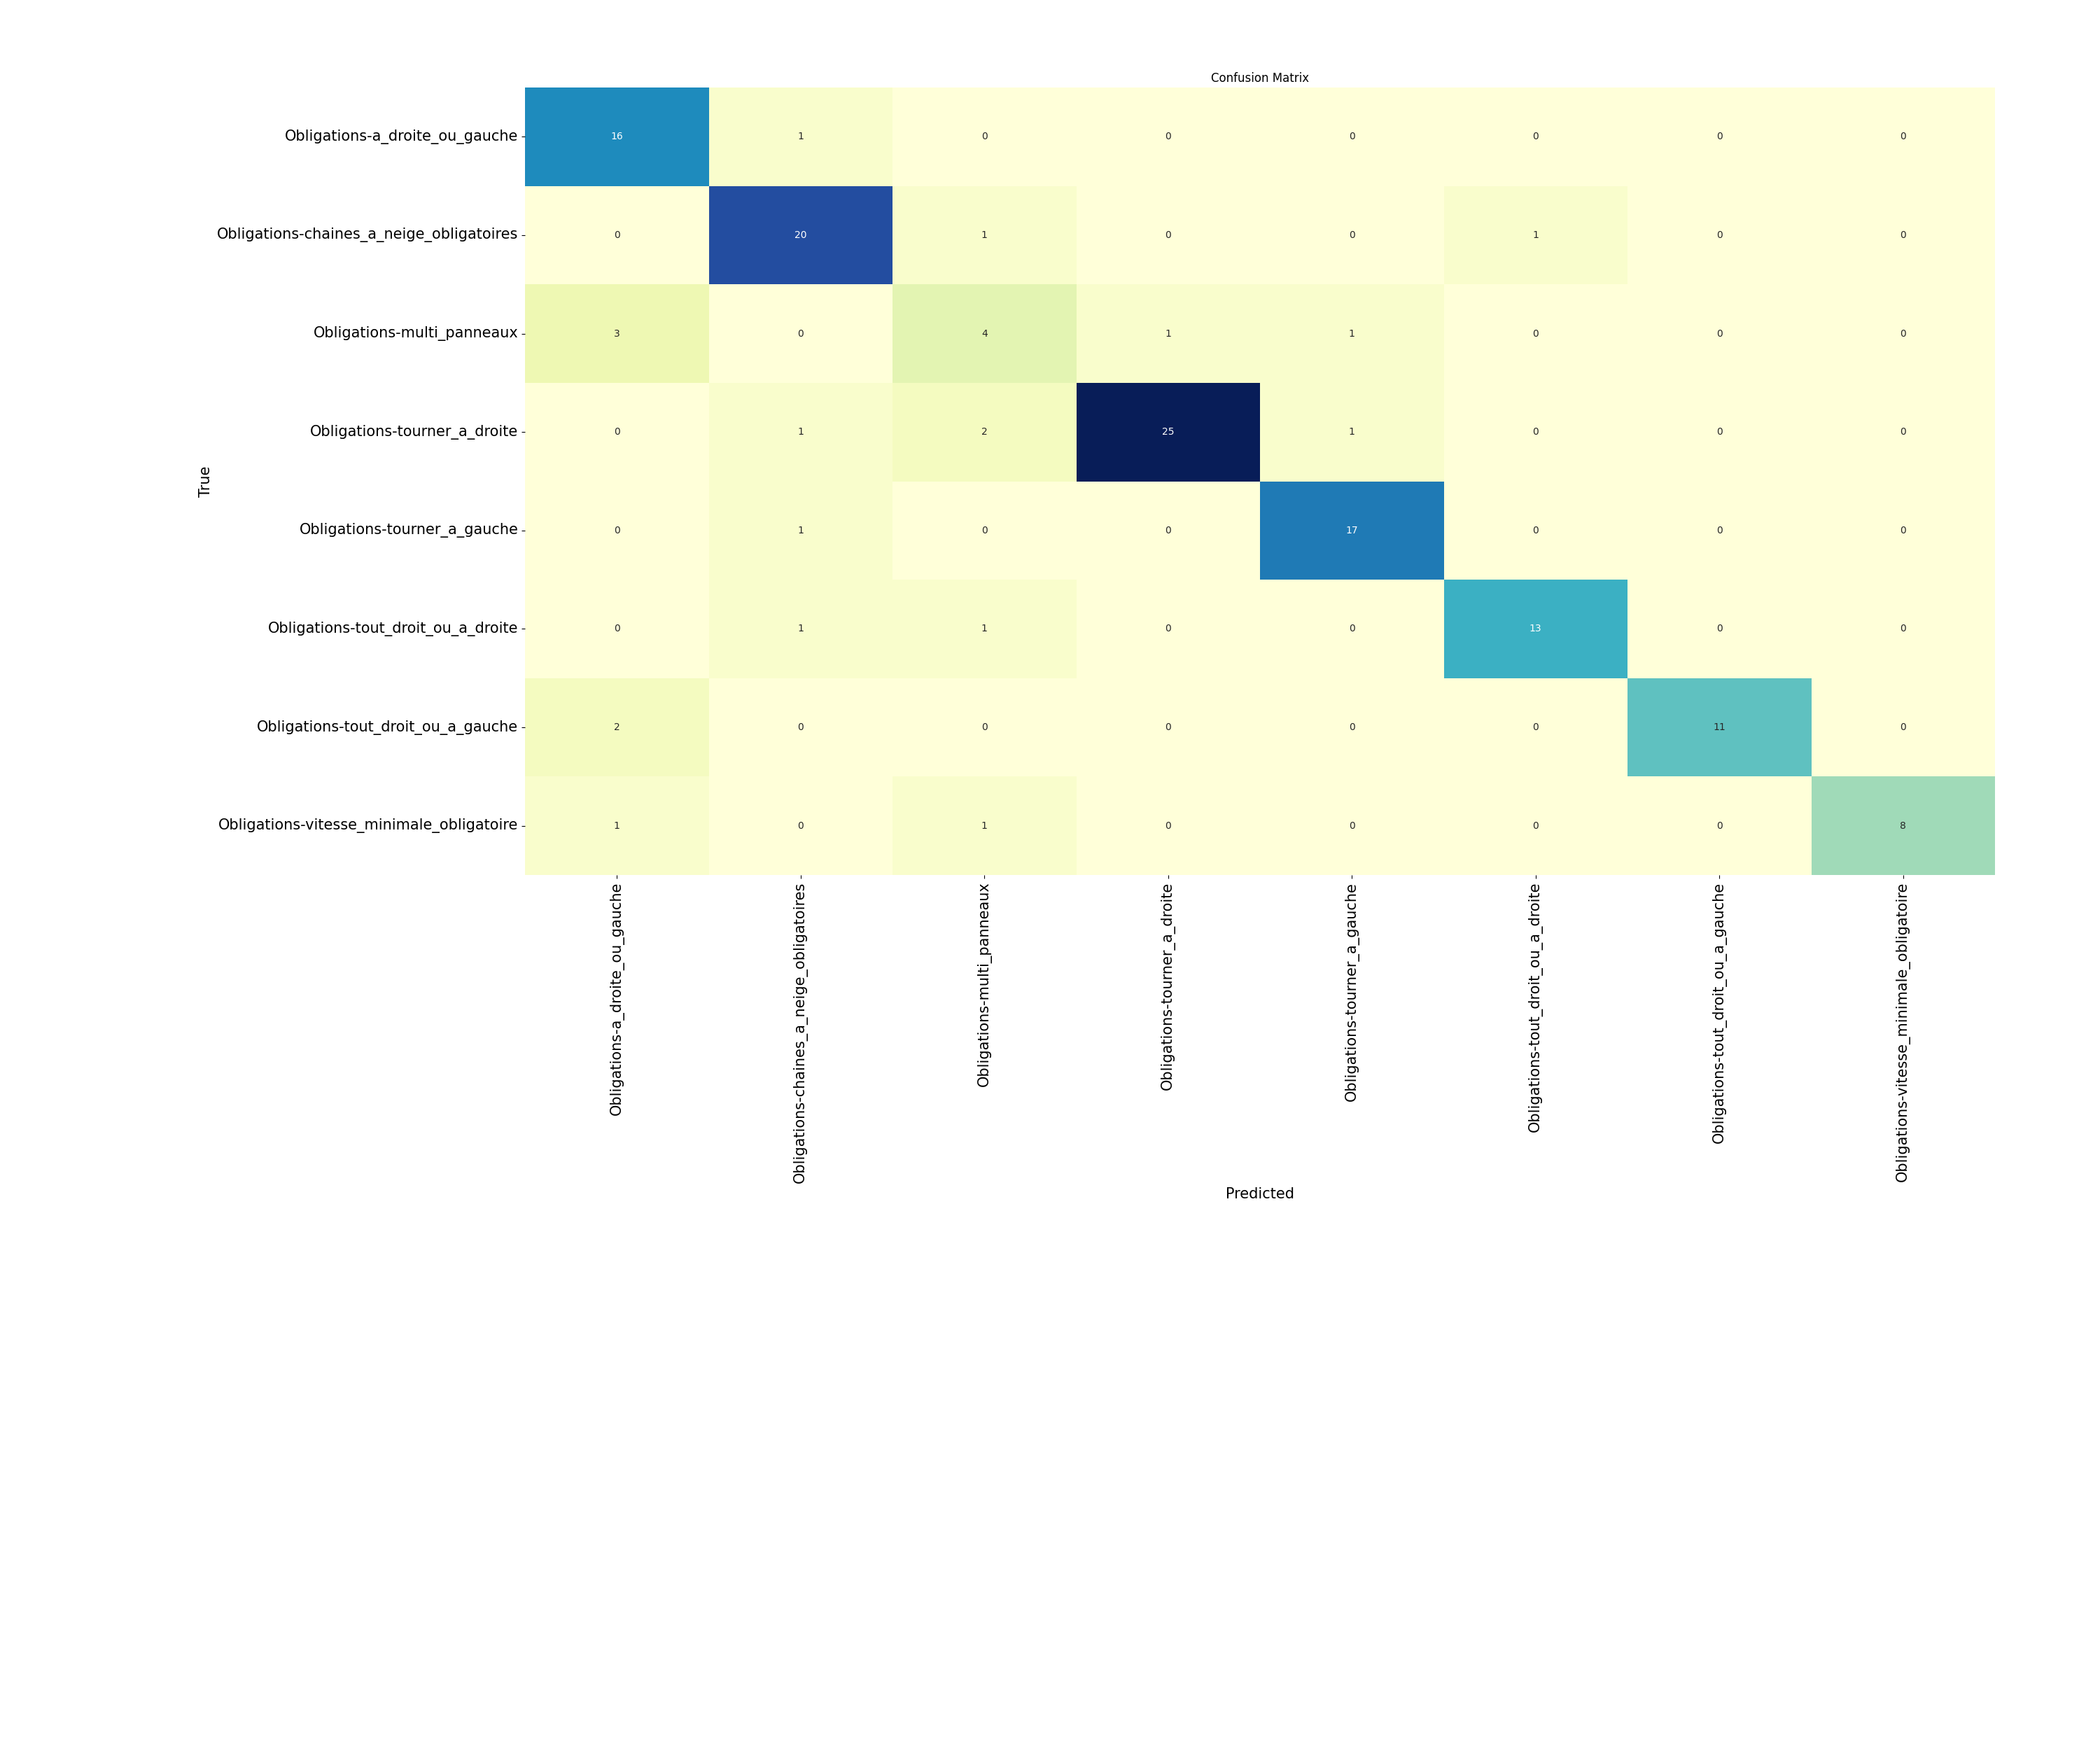 Confusion Matrix
Obligations-a_droite_ou_gauche 16 1 0 0 0 0 0 0
Obligations-chaines_a_neige_obligatoires 0 20 1 0 0 1 0 0
Obligations-multi_panneaux 3 0 4 1 1 0 0 0
Obligations-tourner_a_droite 0 1 2 25 1 0 0 0
True
Obligations-tourner_a_gauche 0 1 0 0 17 0 0 0
Obligations-tout_droit_ou_a_droite 0 1 1 0 0 13 0 0
Obligations-tout_droit_ou_a_gauche 2 0 0 0 0 0 11 0
Obligations-vitesse_minimale_obligatoire 1 0 1 0 0 0 0 8
Obligations-a_droite_ou_gauche
Obligations-chaines_a_neige_obligatoires
Obligations-multi_panneaux
Obligations-tourner_a_droite
Obligations-tourner_a_gauche
Obligations-tout_droit_ou_a_droite
Obligations-tout_droit_ou_a_gauche
Obligations-vitesse_minimale_obligatoire
Predicted